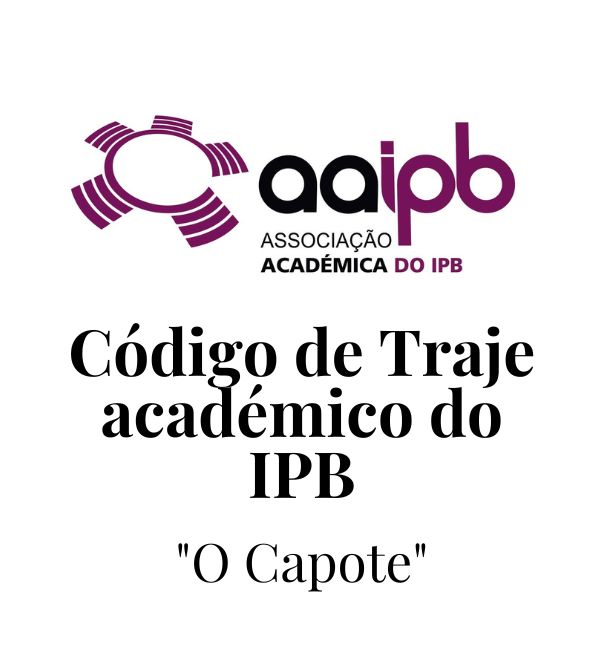 aaipb
ASSOCIAÇÃO
ACADÉMICA DO IPB
Código de Traje
académico do
IPB
"O Capote"